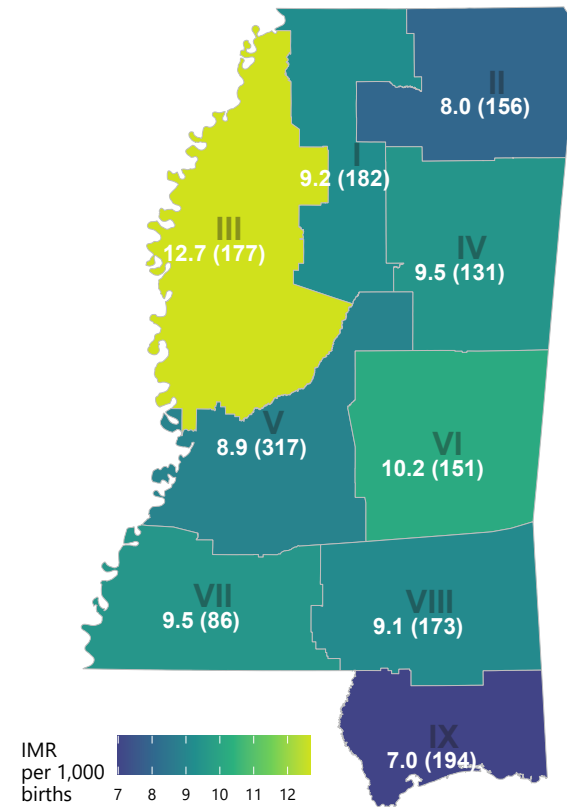 II
8.0 (156)
I
9.2 (182)
III
12.7 (177)
IV
9.5 (131)
V
8.9 (317)
VI
10.2 (151)
VII
9.5 (86)
VIII
9.1 (173)
IX
7.0 (194)
IMR
per 1,000
births
7 8 9 10 11 12